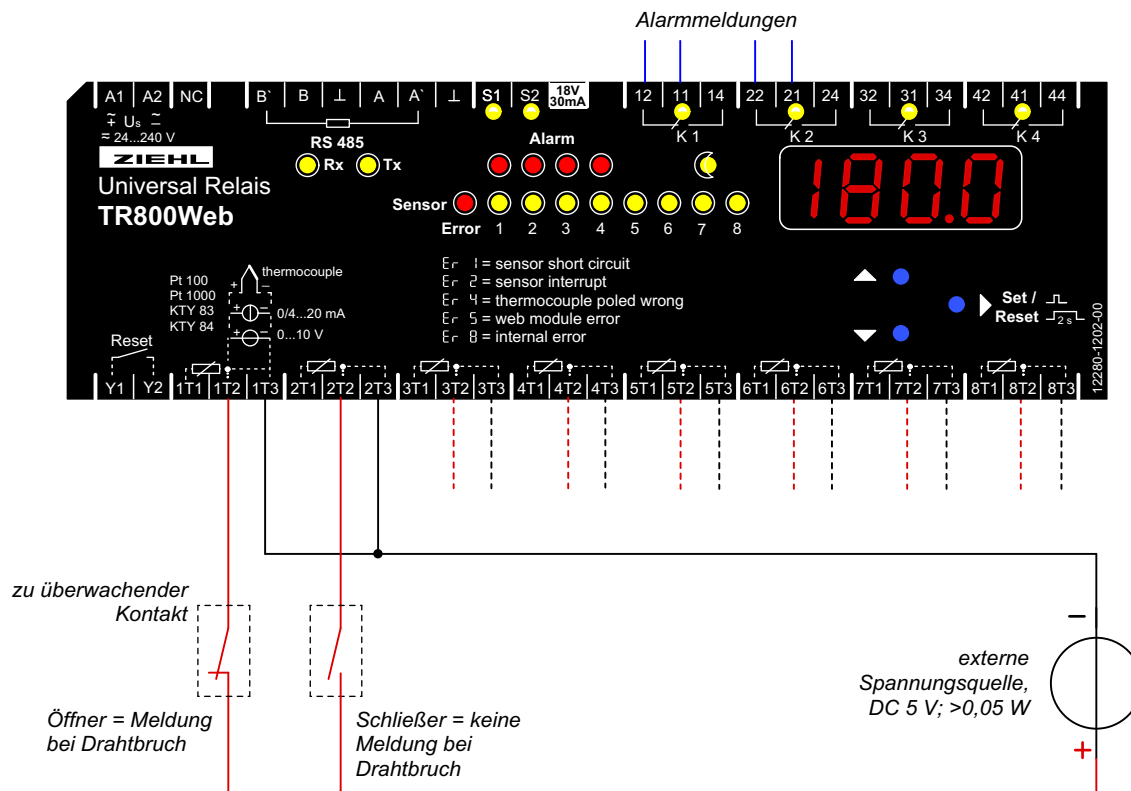 Alarmmeldungen
A1 A2 NC B` B ⊥ A A` ⊥ S1 S2 18V 30mA 12 11 14 22 21 24 32 31 34 42 41 44
≂ + Us ≂ −
≂ 24...240 V
RS 485
Rx Tx
Alarm
K 1 K 2 K 3 K 4
ZIEHL
Universal Relais
TR800Web
180.0
Sensor
Error 1 2 3 4 5 6 7 8
Er 1 = sensor short circuit
Er 2 = sensor interrupt
Er 4 = thermocouple poled wrong
Er 5 = web module error
Er 8 = internal error
Set /
Reset 2 s
Pt 100
Pt 1000
KTY 83
KTY 84
thermocouple
+ −
+ − 0/4...20 mA
+ − 0...10 V
Reset
12280-1202-00
Y1 Y2 1T1 1T2 1T3 2T1 2T2 2T3 3T1 3T2 3T3 4T1 4T2 4T3 5T1 5T2 5T3 6T1 6T2 6T3 7T1 7T2 7T3 8T1 8T2 8T3
zu überwachender
Kontakt
Öffner = Meldung
bei Drahtbruch
Schließer = keine
Meldung bei
Drahtbruch
−
externe
Spannungsquelle,
DC 5 V; >0,05 W
+